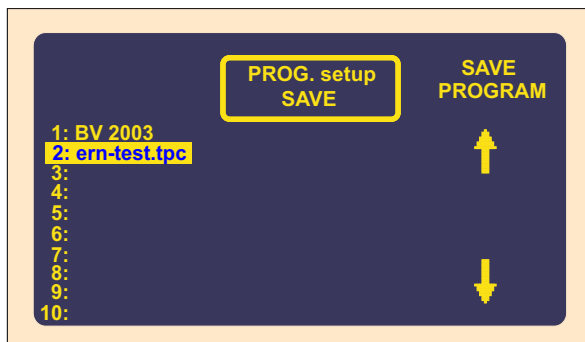 PROG. setup
SAVE
SAVE
PROGRAM
1: BV 2003
2: ern-test.tpc
3:
4:
5:
6:
7:
8:
9:
10: